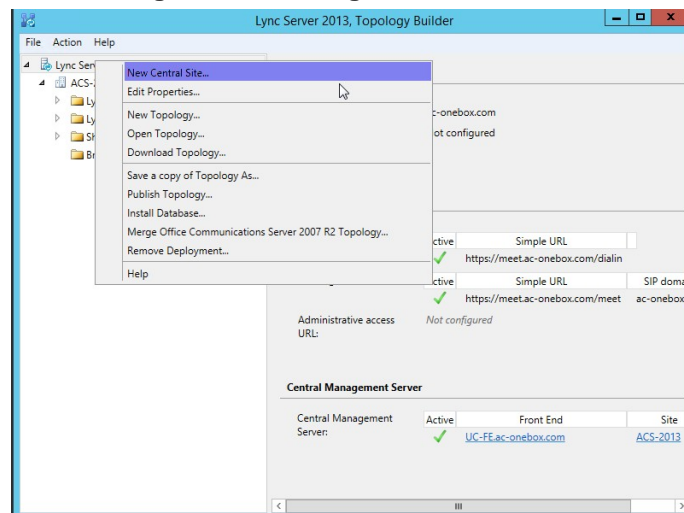 Lync Server 2013, Topology Builder
File Action Help
Lync Ser
ACS-
Ly
Ly
Sh
Br
New Central Site...
Edit Properties...
New Topology...
Open Topology...
Download Topology...
Save a copy of Topology As...
Publish Topology...
Install Database...
Merge Office Communications Server 2007 R2 Topology...
Remove Deployment...
Help
c-onebox.com
ot configured
ctive Simple URL
https://meet.ac-onebox.com/dialin
ctive Simple URL SIP doma
https://meet.ac-onebox.com/meet ac-onebox
Administrative access Not configured
URL:
Central Management Server
Central Management Active Front End Site
Server: UC-FE.ac-onebox.com ACS-2013